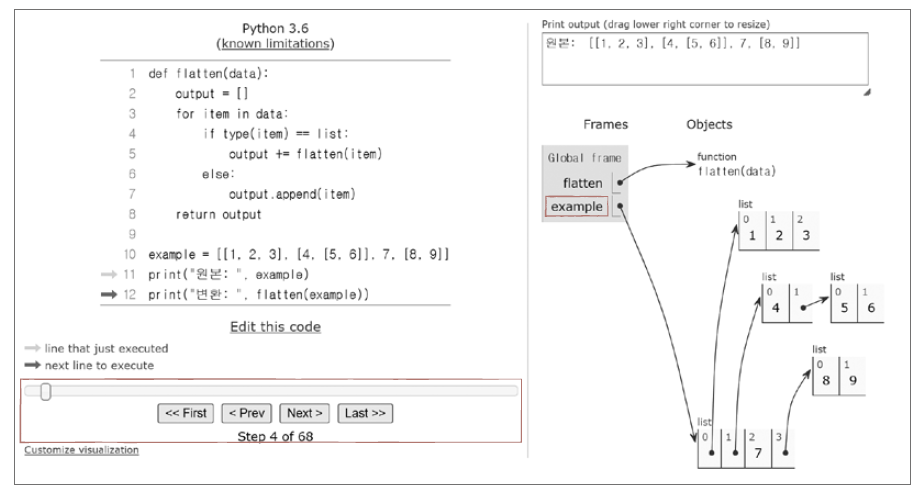 Python 3.6
(known limitations)
1 def flatten(data):
2 output = []
3 for item in data:
4 if type(item) == list:
5 output += flatten(item)
6 else:
7 output.append(item)
8 return output
9
10 example = [[1, 2, 3], [4, [5, 6]], 7, [8, 9]]
11 print("원본: ", example)
12 print("변환: ", flatten(example))
Edit this code
line that just executed
next line to execute
<< First < Prev Next > Last >>
Step 4 of 68
Customize visualization
Print output (drag lower right corner to resize)
원본: [[1, 2, 3], [4, [5, 6]], 7, [8, 9]]
Frames Objects
Global frame
flatten
example
function
flatten(data)
list
0 1 2
1 2 3
list
0 1
4
list
0 1
5 6
list
0 1
8 9
list
0 1 2 3
7